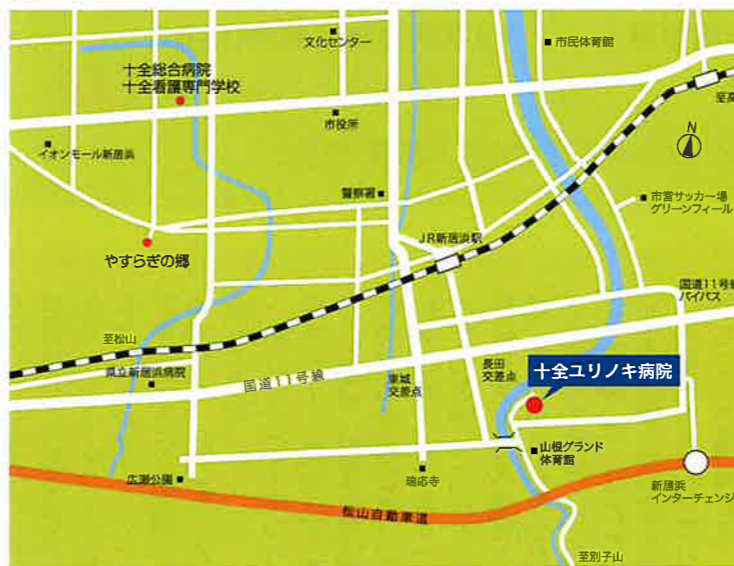 文化センター
市民体育館
十全総合病院
十全看護専門学校
至高
市役所
N
イオンモール新居浜
警察署
市営サッカー場
グリーンフィール
JR新居浜駅
やすらぎの郷
国道11号線
バイパス
至松山
県立新居浜病院
国道11号線
東城
交差点
長田
交差点
十全ユリノキ病院
山根グランド
体育館
広瀬公園
瑞応寺
新居浜
インターチェンジ
松山自動車道
至別子山